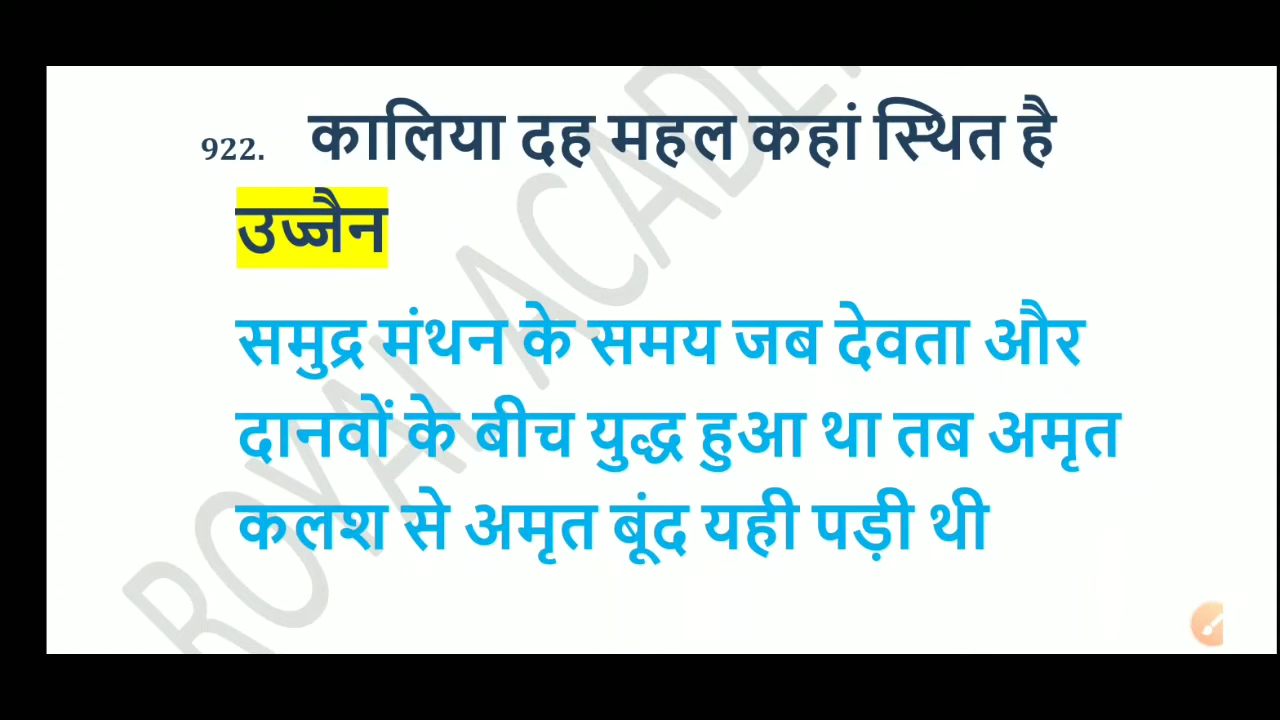 922. कालिया दह महल कहां स्थित है
उज्जैन
समुद्र मंथन के समय जब देवता और
दानवों के बीच युद्ध हुआ था तब अमृत
कलश से अमृत बूंद यही पड़ी थी
ROYAL ACADEMY